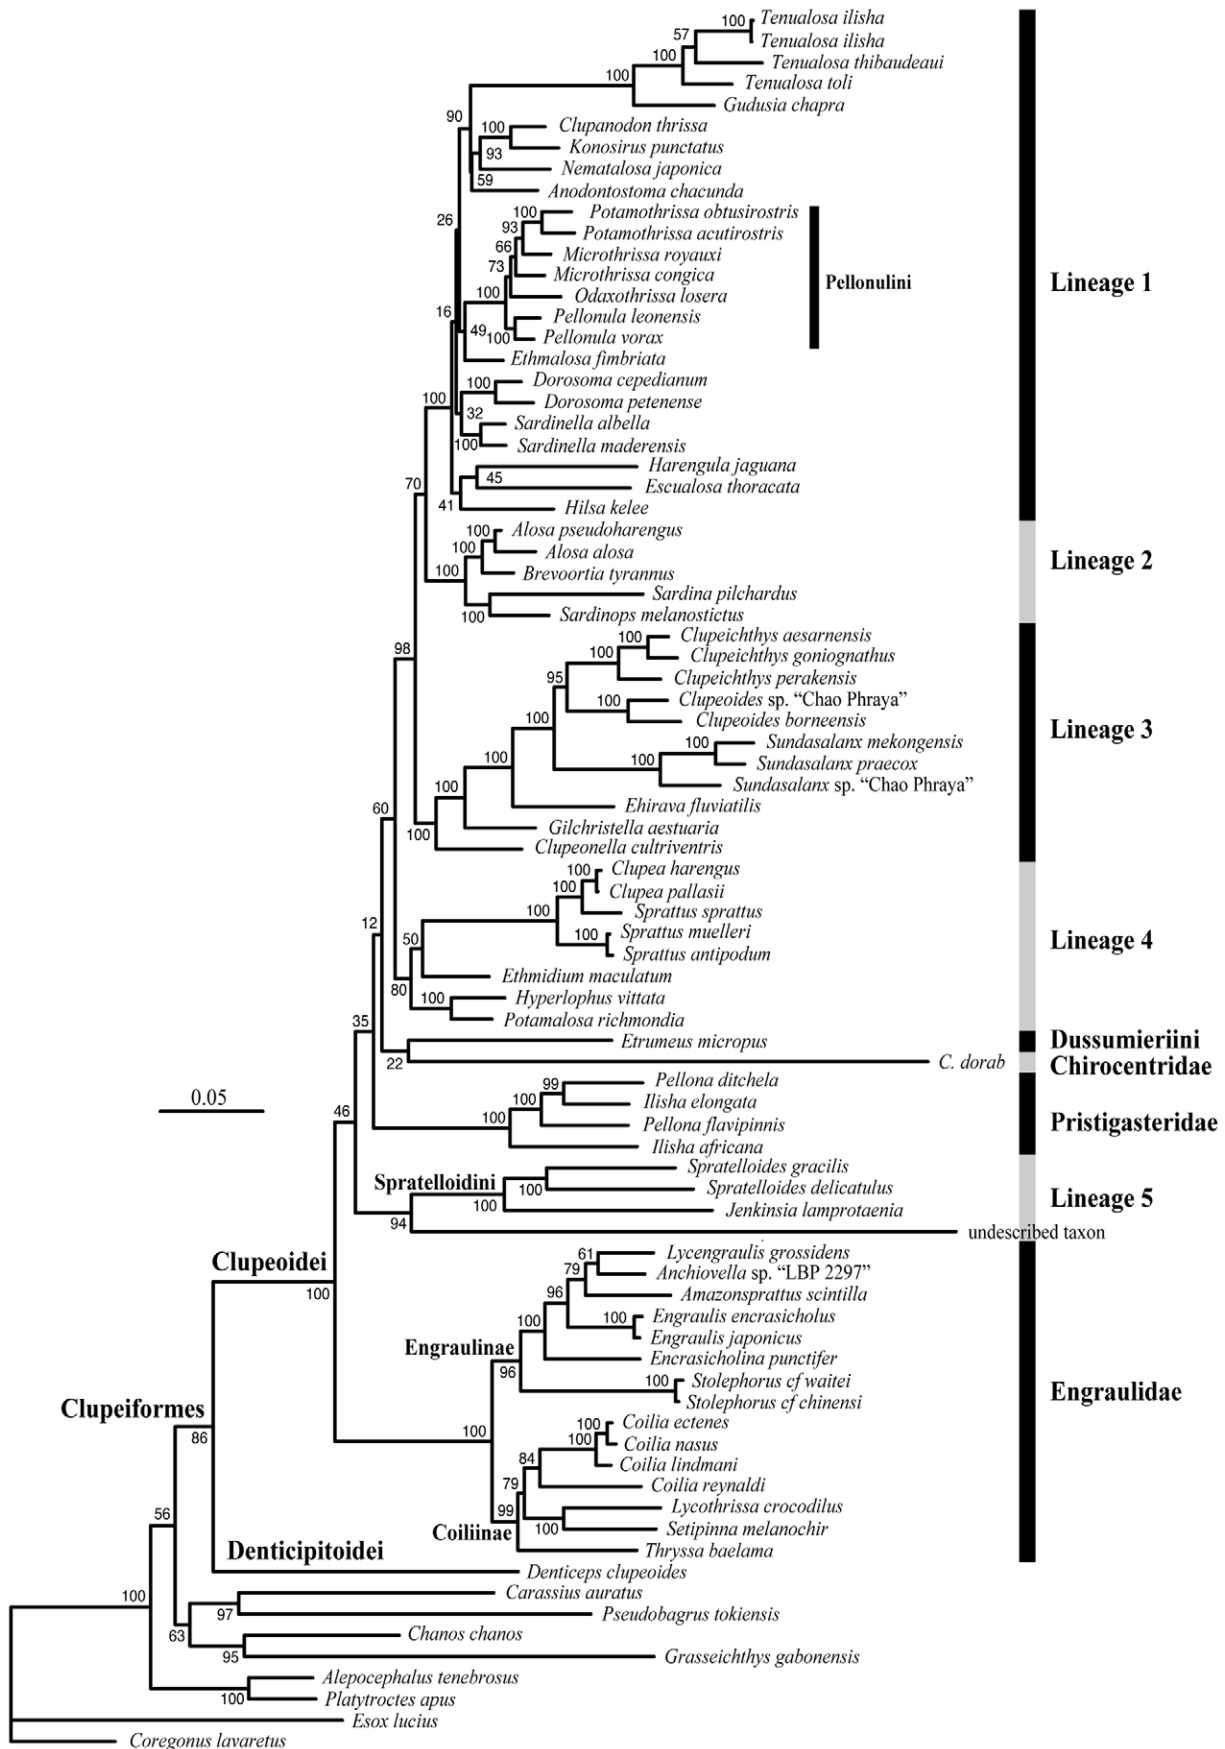 100 Tenualosa ilisha
57 Tenualosa ilisha
100 Tenualosa thibaudeaui
100 Tenualosa toli
Gudusia chapra
90
100 Clupanodon thrissa
93 Konosirus punctatus
Nematalosa japonica
59 Anodontostoma chacunda
26
100 Potamothrissa obtusirostris
93 Potamothrissa acutirostris
66 Microthrissa royauxi
73 Microthrissa congica
Pellonulini
Lineage 1
100 Odaxothrissa losera
16
Pellonula leonensis
49 100 Pellonula vorax
Ethmalosa fimbriata
100 Dorosoma cepedianum
100 Dorosoma petenense
32 Sardinella albella
100 Sardinella maderensis
Harengula jaguana
70 45 Escualosa thoracata
41 Hilsa kelee
100 Alosa pseudoharengus
100 Alosa alosa
Lineage 2
100 Brevoortia tyrannus
Sardina pilchardus
100 Sardinops melanostictus
100 Clupeichthys aesarnensis
98 100 Clupeichthys goniognathus
95 Clupeichthys perakensis
100 Clupeoides sp. “Chao Phraya”
100 Clupeoides borneensis
Lineage 3
100 Sundasalanx mekongensis
100 100 Sundasalanx praecox
Sundasalanx sp. “Chao Phraya”
60 100 Ehirava fluviatilis
100 Gilchristella aestuaria
Clupeonella cultriventris
100 Clupea harengus
100 Clupea pallasii
100 Sprattus sprattus
12 50 100 Sprattus muelleri
Lineage 4
Sprattus antipodum
80 Ethmidium maculatum
100 Hyperlophus vittata
35 Potamalosa richmondia
Etrumeus micropus
Dussumieriini
22 C. dorab
Chirocentridae
99 Pellona ditchela
0.05
46 100 Ilisha elongata
100 Pellona flavipinnis
Pristigasteridae
Ilisha africana
Spratelloides gracilis
Spratelloidini
100 Spratelloides delicatulus
Lineage 5
100 Jenkinsia lamprotaenia
94 undescribed taxon
Clupeoidei
61 Lycengraulis grossidens
79 Anchiovella sp. “LBP 2297”
100
96 Amazonsprattus scintilla
100 100 Engraulis encrasicholus
Engraulis japonicus
Engraulinae
96 Encrasicholina punctifer
100 Stolephorus cf waitei
Engraulidae
Stolephorus cf chinensi
Clupeiformes
86 100 100 Coilia ectenes
100 Coilia nasus
84 Coilia lindmani
79 Coilia reynaldi
56 99 Lycothrissa crocodilus
Coiliinae
100 Setipinna melanochir
Denticipitoidei
Thryssa baelama
Denticeps clupeoides
100 Carassius auratus
97 Pseudobagrus tokiensis
63 Chanos chanos
95 Grasseichthys gabonensis
Alepocephalus tenebrosus
100 Platytroctes apus
Esox lucius
Coregonus lavaretus